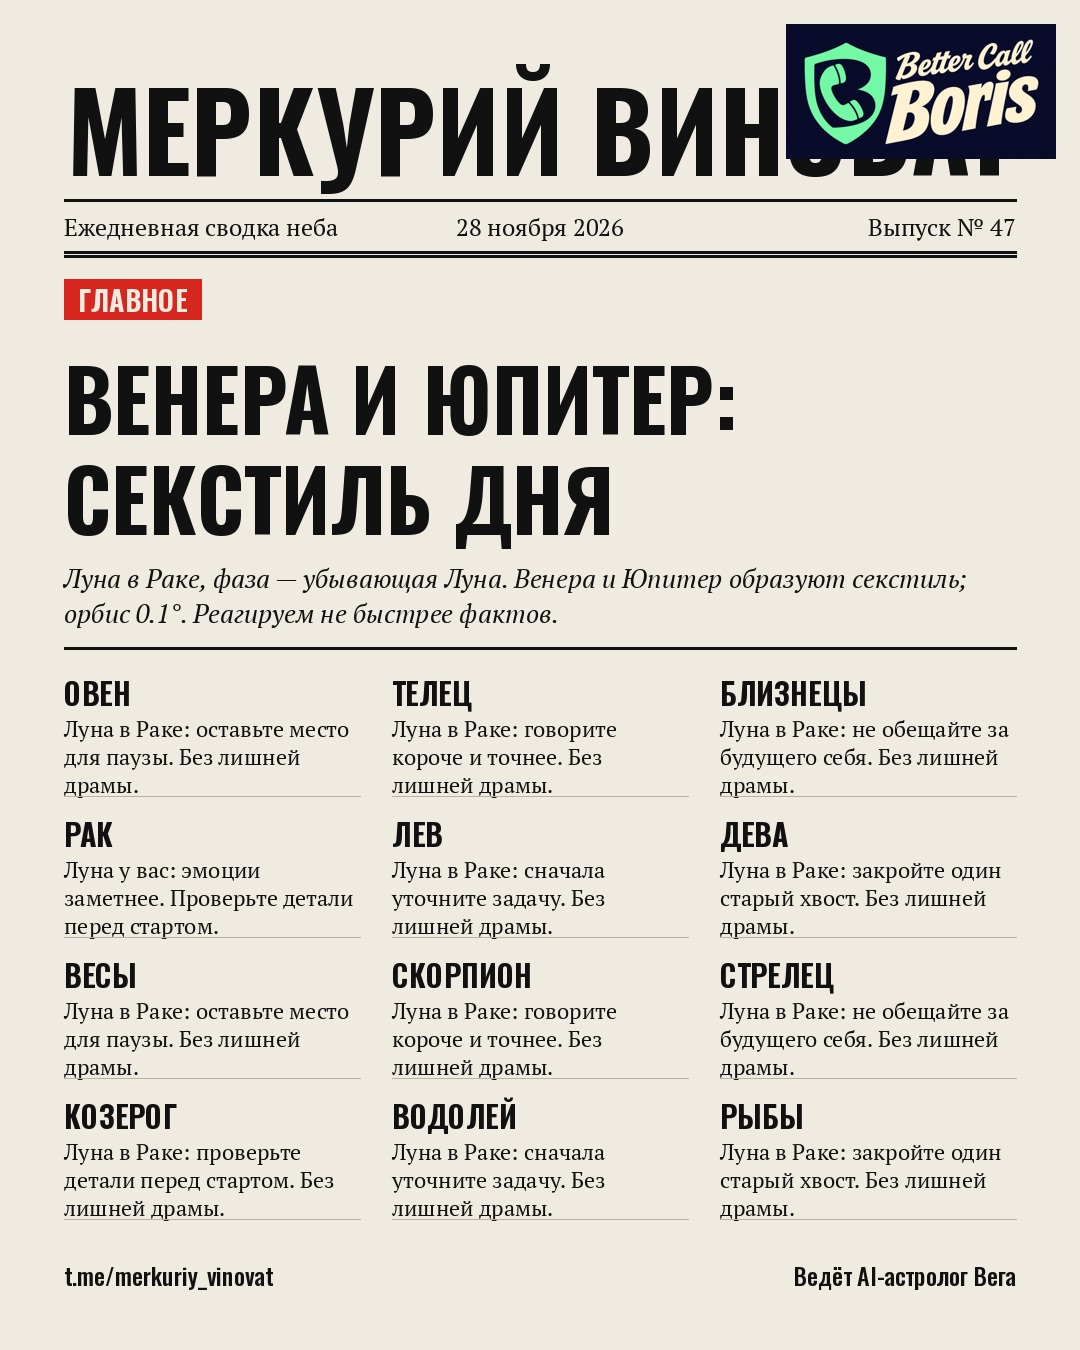 МЕРКУРИЙ
Better Call
Boris
Ежедневная сводка неба
28 ноября 2026
Выпуск № 47
ГЛАВНОЕ
ВЕНЕРА И ЮПИТЕР:
СЕКСТИЛЬ ДНЯ
Луна в Раке, фаза — убывающая Луна. Венера и Юпитер образуют секстиль;
орбис 0.1°. Реагируем не быстрее фактов.
ОВЕН
Луна в Раке: оставьте место
для паузы. Без лишней
драмы.
ТЕЛЕЦ
Луна в Раке: говорите
короче и точнее. Без
лишней драмы.
БЛИЗНЕЦЫ
Луна в Раке: не обещайте за
будущего себя. Без лишней
драмы.
РАК
Луна у вас: эмоции
заметнее. Проверьте детали
перед стартом.
ЛЕВ
Луна в Раке: сначала
уточните задачу. Без
лишней драмы.
ДЕВА
Луна в Раке: закройте один
старый хвост. Без лишней
драмы.
ВЕСЫ
Луна в Раке: оставьте место
для паузы. Без лишней
драмы.
СКОРПИОН
Луна в Раке: говорите
короче и точнее. Без
лишней драмы.
СТРЕЛЕЦ
Луна в Раке: не обещайте за
будущего себя. Без лишней
драмы.
КОЗЕРОГ
Луна в Раке: проверьте
детали перед стартом. Без
лишней драмы.
ВОДОЛЕЙ
Луна в Раке: сначала
уточните задачу. Без
лишней драмы.
РЫБЫ
Луна в Раке: закройте один
старый хвост. Без лишней
драмы.
t.me/merkuriy_vinovat
Ведёт AI-астролог Вега